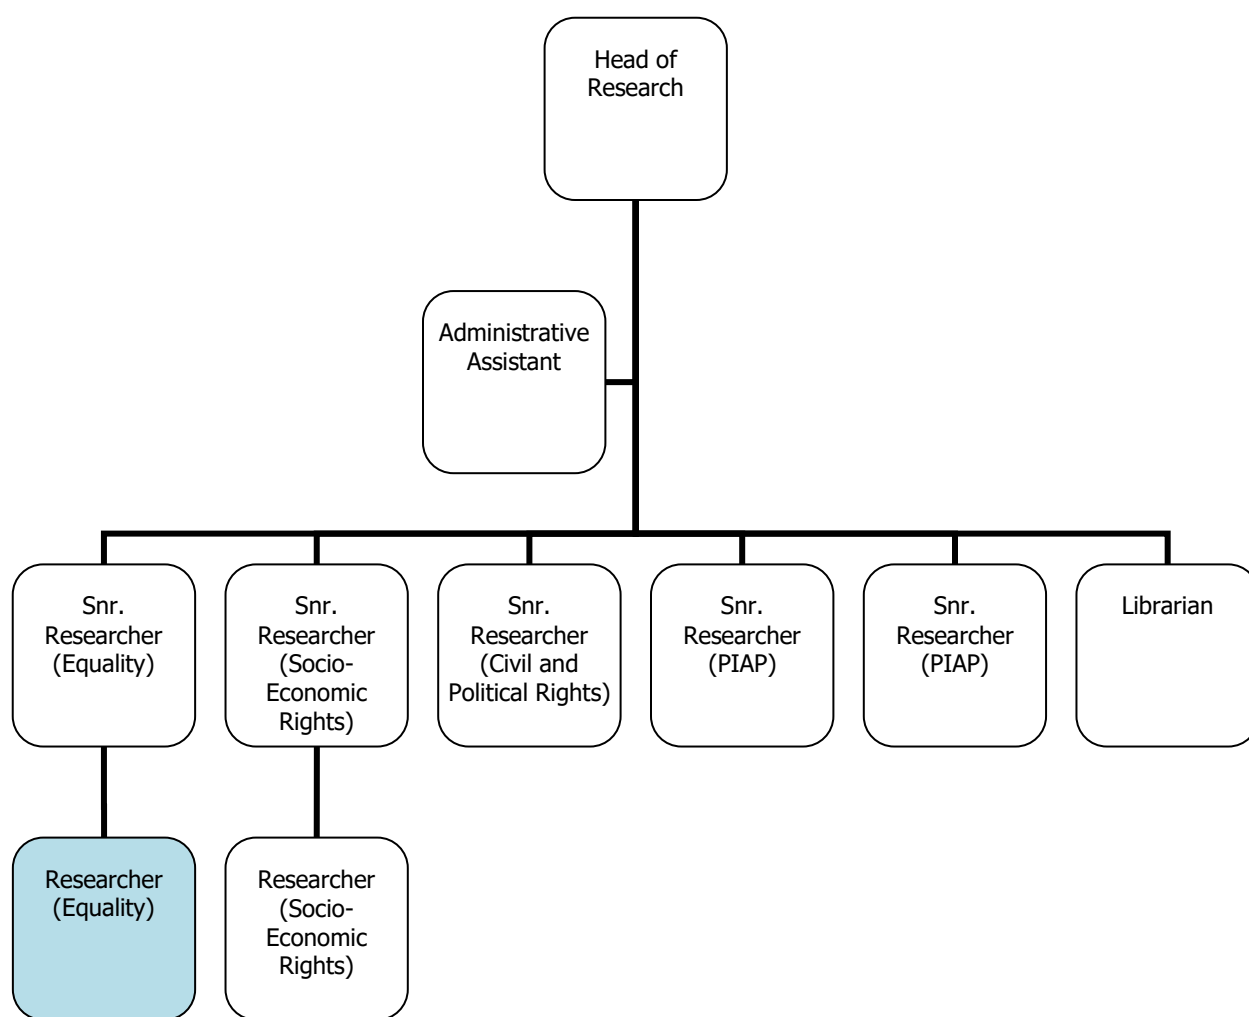 Head of
Research
Administrative
Assistant
Snr.
Researcher
(Equality)
Snr.
Researcher
(Socio-
Economic
Rights)
Snr.
Researcher
(Civil and
Political Rights)
Snr.
Researcher
(PIAP)
Snr.
Researcher
(PIAP)
Librarian
Researcher
(Equality)
Researcher
(Socio-
Economic
Rights)